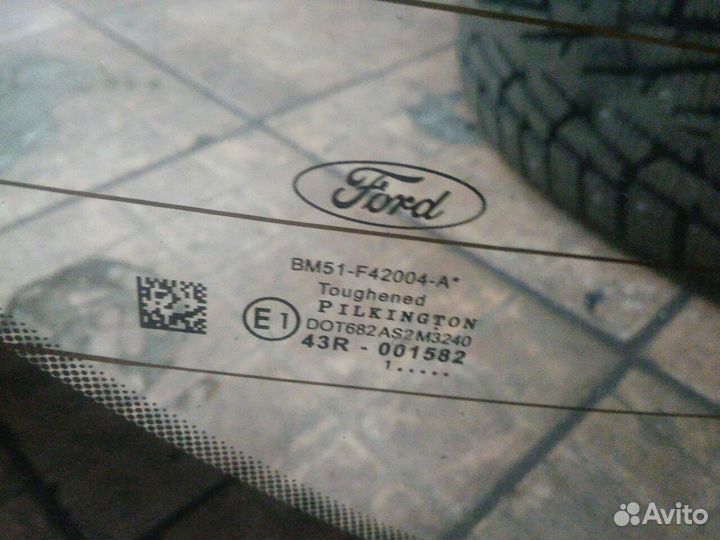 Ford
BM51-F42004-A*
Toughened
PILKINGTON
E1
DOT682 AS2 M3240
43R - 001582
1.....
Avito